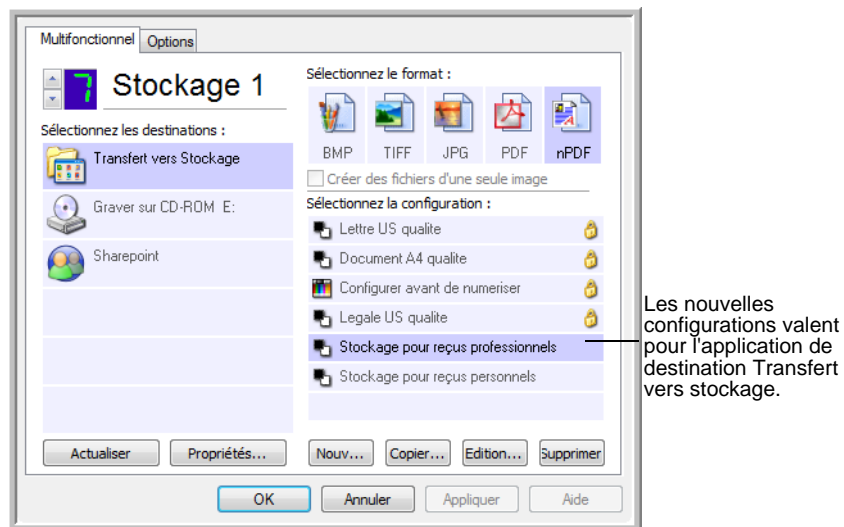 Multifonctionnel
Options
7
Stockage 1
Sélectionnez les destinations :
Transfert vers Stockage
Graver sur CD-ROM E:
Sharepoint
Actualiser
Propriétés...
Sélectionnez le format :
BMP
TIFF
JPG
PDF
nPDF
Créer des fichiers d'une seule image
Sélectionnez la configuration :
Lettre US qualite
Document A4 qualite
Configurer avant de numeriser
Legale US qualite
Stockage pour reçus professionnels
Stockage pour reçus personnels
Nouv...
Copier...
Edition...
Supprimer
OK
Annuler
Appliquer
Aide
Les nouvelles
configurations valent
pour l'application de
destination Transfert
vers stockage.